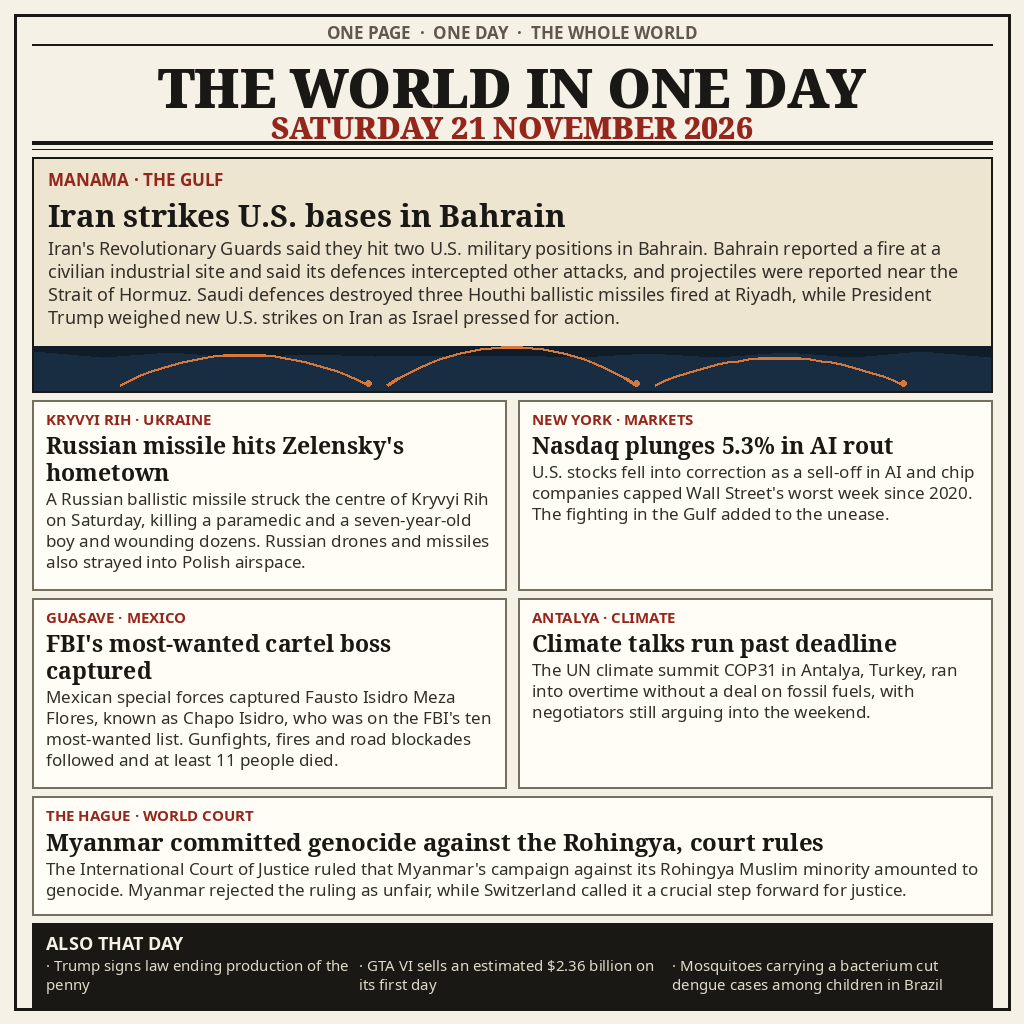 ONE PAGE · ONE DAY · THE WHOLE WORLD
THE WORLD IN ONE DAY
SATURDAY 21 NOVEMBER 2026
MANAMA · THE GULF
Iran strikes U.S. bases in Bahrain
Iran's Revolutionary Guards said they hit two U.S. military positions in Bahrain. Bahrain reported a fire at a
civilian industrial site and said its defences intercepted other attacks, and projectiles were reported near the
Strait of Hormuz. Saudi defences destroyed three Houthi ballistic missiles fired at Riyadh, while President
Trump weighed new U.S. strikes on Iran as Israel pressed for action.
KRYVYI RIH · UKRAINE
Russian missile hits Zelensky's
hometown
A Russian ballistic missile struck the centre of Kryvyi Rih
on Saturday, killing a paramedic and a seven-year-old
boy and wounding dozens. Russian drones and missiles
also strayed into Polish airspace.
NEW YORK · MARKETS
Nasdaq plunges 5.3% in AI rout
U.S. stocks fell into correction as a sell-off in AI and chip
companies capped Wall Street's worst week since 2020.
The fighting in the Gulf added to the unease.
GUASAVE · MEXICO
FBI's most-wanted cartel boss
captured
Mexican special forces captured Fausto Isidro Meza
Flores, known as Chapo Isidro, who was on the FBI's ten
most-wanted list. Gunfights, fires and road blockades
followed and at least 11 people died.
ANTALYA · CLIMATE
Climate talks run past deadline
The UN climate summit COP31 in Antalya, Turkey, ran
into overtime without a deal on fossil fuels, with
negotiators still arguing into the weekend.
THE HAGUE · WORLD COURT
Myanmar committed genocide against the Rohingya, court rules
The International Court of Justice ruled that Myanmar's campaign against its Rohingya Muslim minority amounted to
genocide. Myanmar rejected the ruling as unfair, while Switzerland called it a crucial step forward for justice.
ALSO THAT DAY
· Trump signs law ending production of the
penny
· GTA VI sells an estimated $2.36 billion on
its first day
· Mosquitoes carrying a bacterium cut
dengue cases among children in Brazil